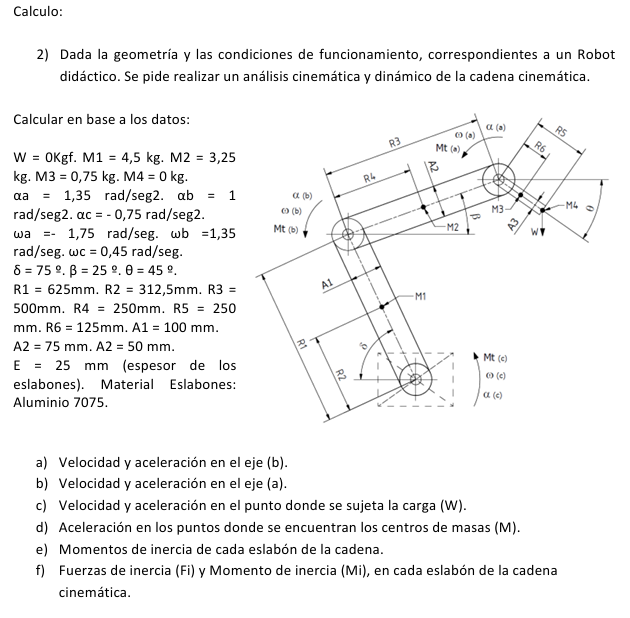 Calculo:
2) Dada la geometría y las condiciones de funcionamiento, correspondientes a un Robot
didáctico. Se pide realizar un análisis cinemática y dinámico de la cadena cinemática.
Calcular en base a los datos:
W = 0Kgf. M1 = 4,5 kg. M2 = 3,25
kg. M3 = 0,75 kg. M4 = 0 kg.
αa = 1,35 rad/seg2. αb = 1
rad/seg2. αc = - 0,75 rad/seg2.
ωa =- 1,75 rad/seg. ωb =1,35
rad/seg. ωc = 0,45 rad/seg.
δ = 75 º. β = 25 º. θ = 45 º.
R1 = 625mm. R2 = 312,5mm. R3 =
500mm. R4 = 250mm. R5 = 250
mm. R6 = 125mm. A1 = 100 mm.
A2 = 75 mm. A2 = 50 mm.
E = 25 mm (espesor de los
eslabones). Material Eslabones:
Aluminio 7075.
α (a)
ω (a)
Mt (a)
R3
R5
R6
R4
A2
α (b)
ω (b)
Mt (b)
M3
M4
θ
β
A3
W
M2
A1
M1
R1
δ
R2
Mt (c)
ω (c)
α (c)
a) Velocidad y aceleración en el eje (b).
b) Velocidad y aceleración en el eje (a).
c) Velocidad y aceleración en el punto donde se sujeta la carga (W).
d) Aceleración en los puntos donde se encuentran los centros de masas (M).
e) Momentos de inercia de cada eslabón de la cadena.
f) Fuerzas de inercia (Fi) y Momento de inercia (Mi), en cada eslabón de la cadena
cinemática.